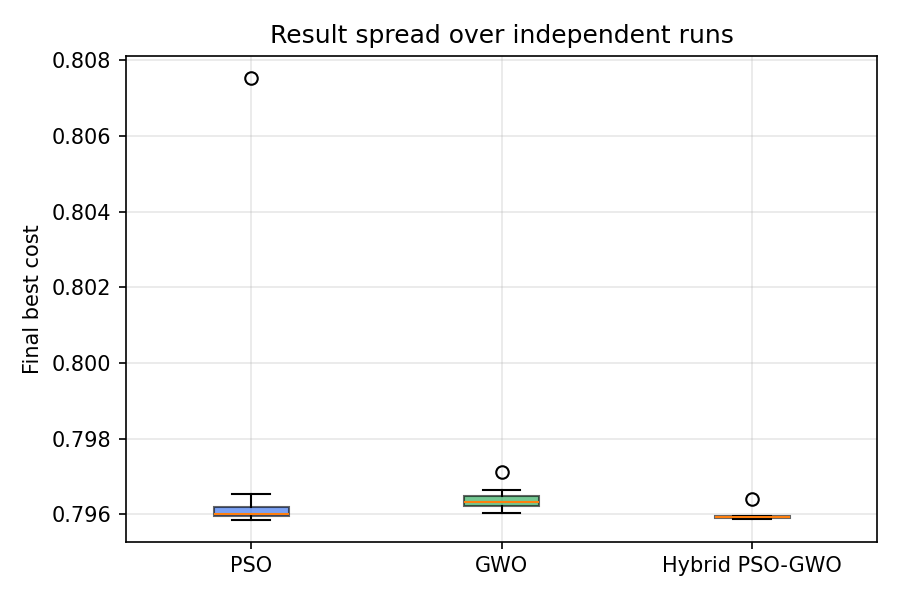 Result spread over independent runs
Final best cost
0.808
0.806
0.804
0.802
0.800
0.798
0.796
PSO
GWO
Hybrid PSO-GWO